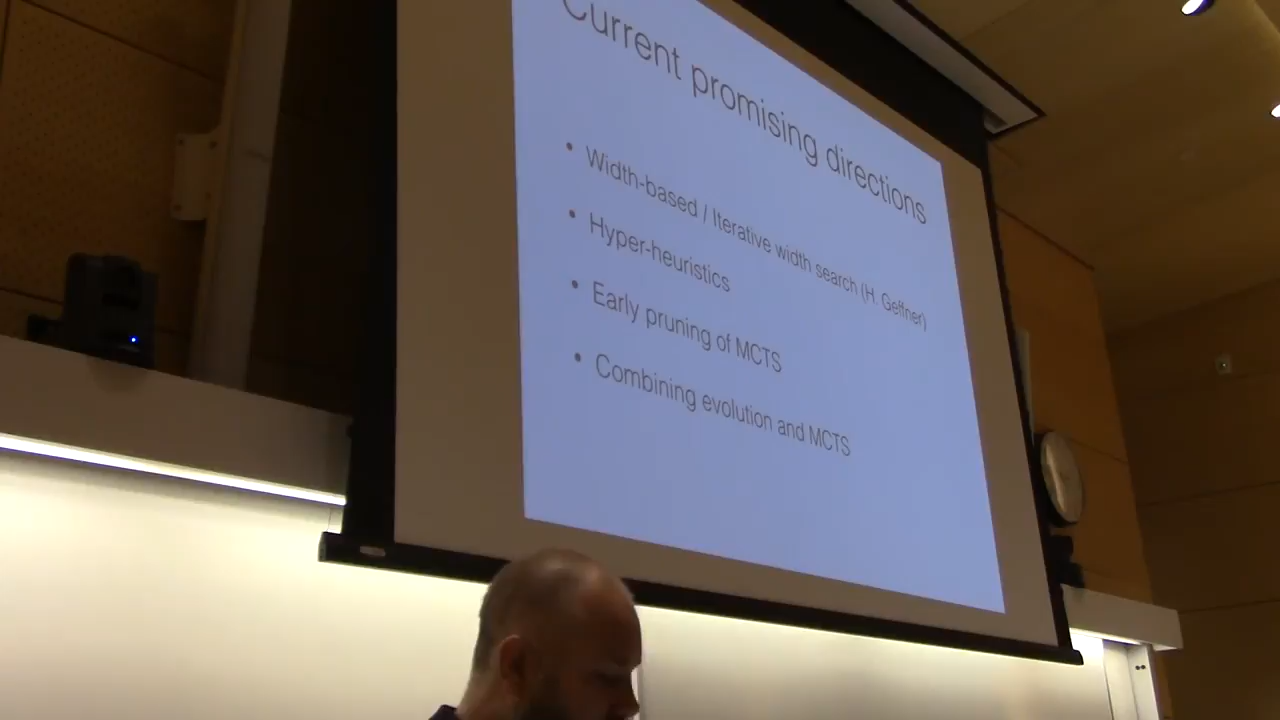 Current promising directions
• Width-based / Iterative width search (H. Geffner)
• Hyper-heuristics
• Early pruning of MCTS
• Combining evolution and MCTS